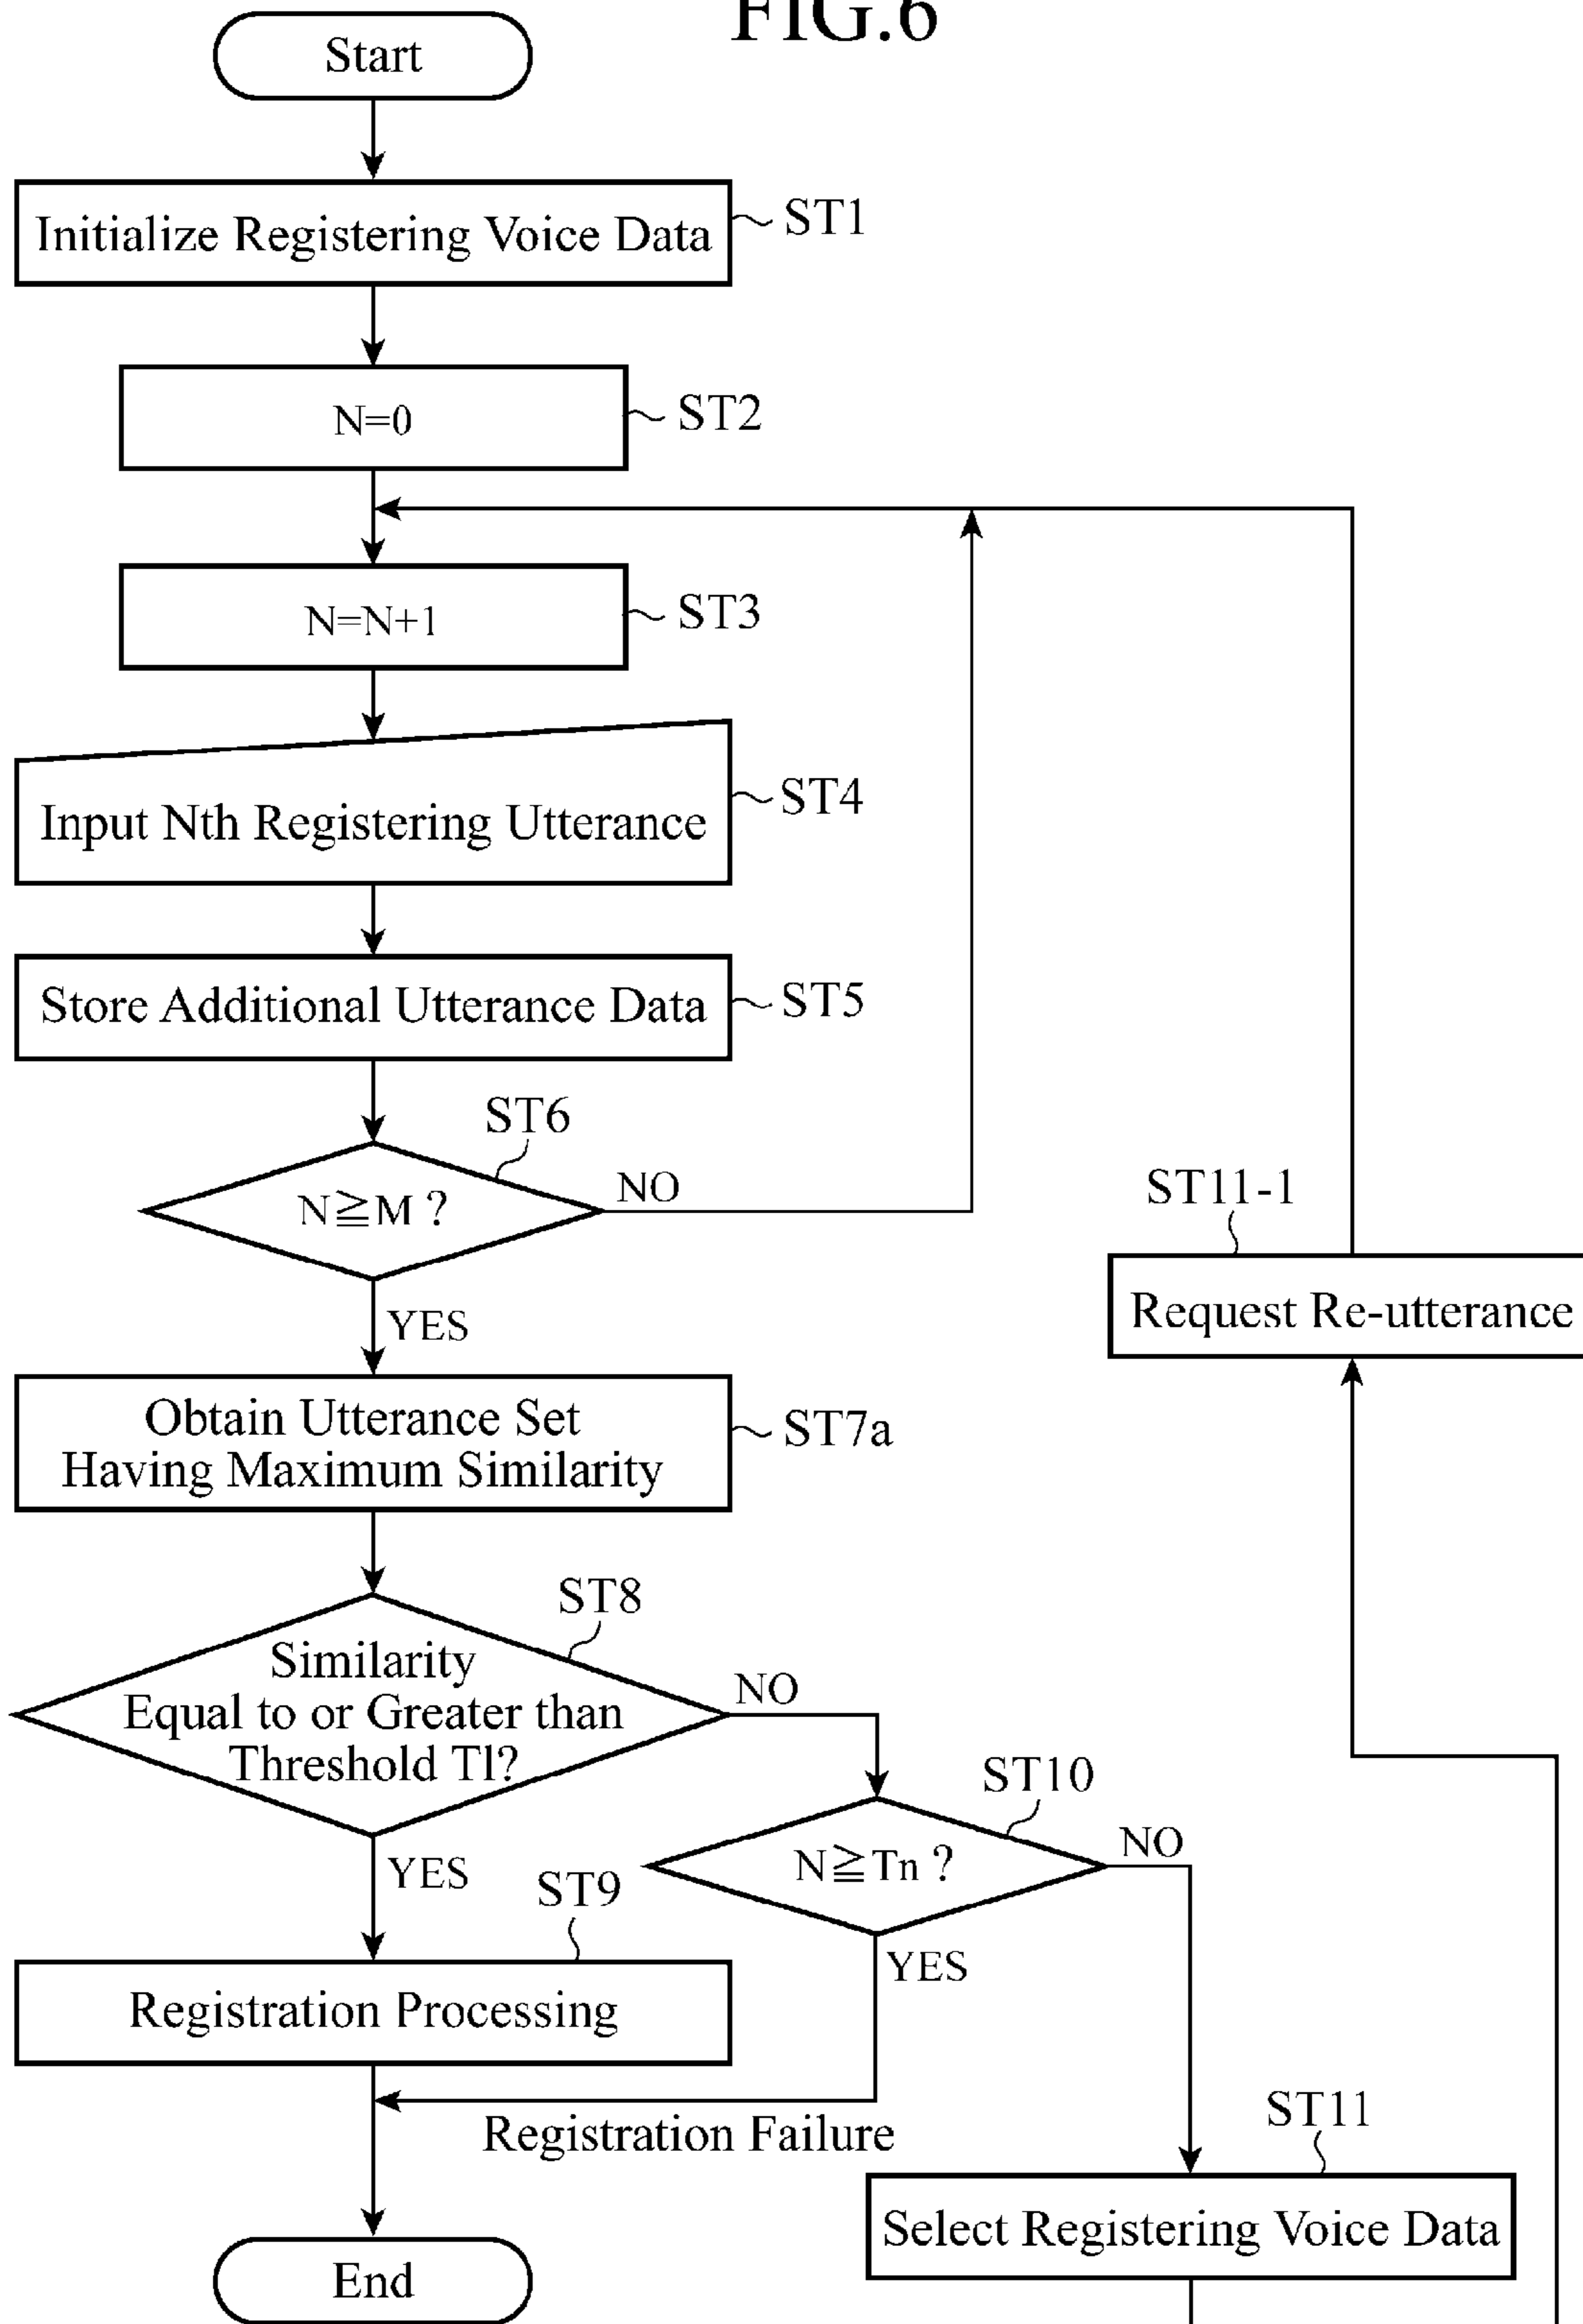 FIG.6
Start
Initialize Registering Voice Data
ST1
N=0
ST2
N=N+1
ST3
Input Nth Registering Utterance
ST4
Store Additional Utterance Data
ST5
ST6
N≧M ?
NO
YES
ST11-1
Request Re-utterance
Obtain Utterance Set
Having Maximum Similarity
ST7a
ST8
Similarity
Equal to or Greater than
Threshold Tl?
NO
YES
ST10
N≧Tn ?
NO
YES
ST9
Registration Processing
Registration Failure
ST11
Select Registering Voice Data
End